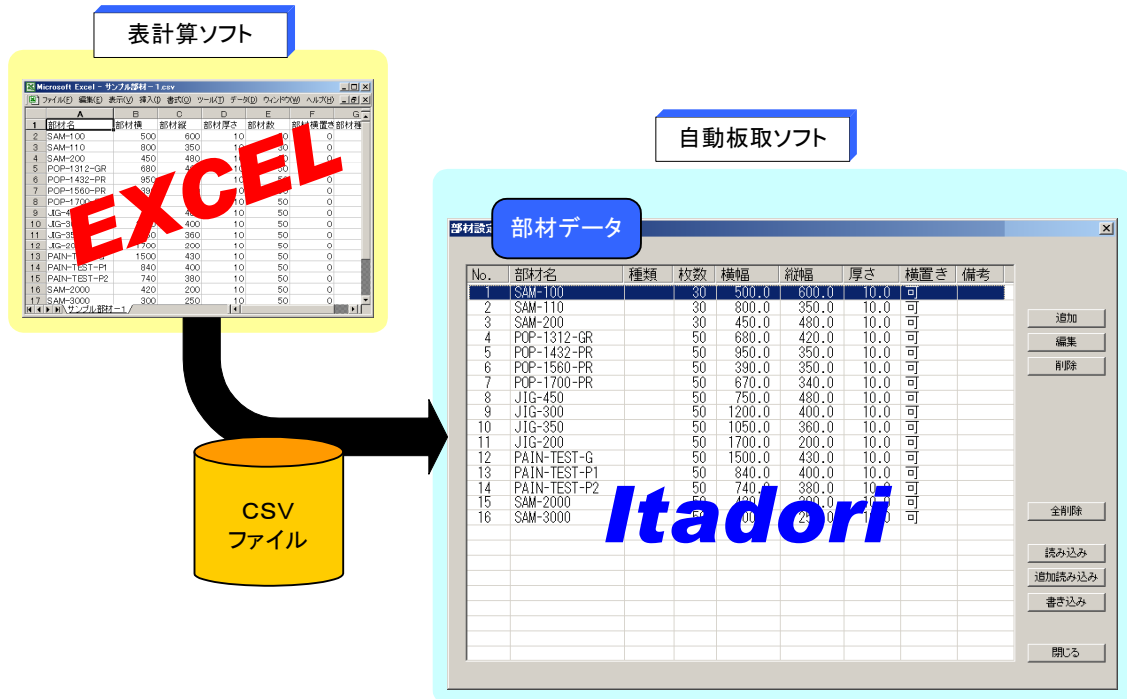 表計算ソフト
Microsoft Excel - サンプル部材-1.csv
ファイル(F) 編集(E) 表示(V) 挿入(I) 書式(O) ツール(T) データ(D) ウィンドウ(W) ヘルプ(H)
A B C D E F G
1 部材名 部材横 部材縦 部材厚さ 部材数 部材横置き 部材種
2 SAM-100 500 600 10 30 0
3 SAM-110 800 350 10 30 0
4 SAM-200 450 480 10 0
5 POP-1312-GR 680 10 0
6 POP-1432-PR 950 0
7 POP-1560-PR 10 0
8 POP-1700 10 50 0
9 JIG-4 10 50 0
10 JIG-3 400 10 50 0
11 JIG-35 360 10 50 0
12 JIG-20 1700 200 10 50 0
13 PAIN-T 1500 430 10 50 0
14 PAIN-TEST-P1 840 400 10 50 0
15 PAIN-TEST-P2 740 380 10 50 0
16 SAM-2000 420 200 10 50 0
17 SAM-3000 300 250 10 50 0
サンプル部材-1
EXCEL
CSV
ファイル
自動板取ソフト
部材設定
部材データ
No. 部材名 種類 枚数 横幅 縦幅 厚さ 横置き 備考
1 SAM-100 30 500.0 600.0 10.0 可
2 SAM-110 30 800.0 350.0 10.0 可
3 SAM-200 30 450.0 480.0 10.0 可
4 POP-1312-GR 50 680.0 420.0 10.0 可
5 POP-1432-PR 50 950.0 350.0 10.0 可
6 POP-1560-PR 50 390.0 350.0 10.0 可
7 POP-1700-PR 50 670.0 340.0 10.0 可
8 JIG-450 50 750.0 480.0 10.0 可
9 JIG-300 50 1200.0 400.0 10.0 可
10 JIG-350 50 1050.0 360.0 10.0 可
11 JIG-200 50 1700.0 200.0 10.0 可
12 PAIN-TEST-G 50 1500.0 430.0 10.0 可
13 PAIN-TEST-P1 50 840.0 400.0 10.0 可
14 PAIN-TEST-P2 50 740.0 380.0 10.0 可
15 SAM-2000 可
16 SAM-3000 可
Itadori
追加
編集
削除
全削除
読み込み
追加読み込み
書き込み
閉じる